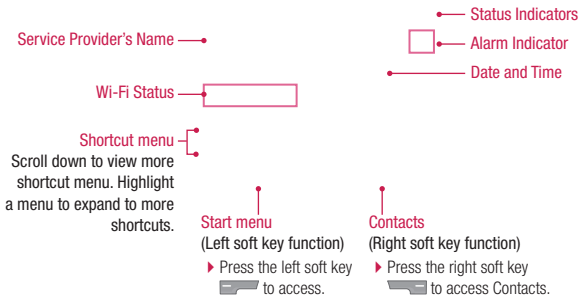 Service Provider's Name
Status Indicators
Alarm Indicator
Date and Time
Wi-Fi Status
Shortcut menu
Scroll down to view more
shortcut menu. Highlight
a menu to expand to more
shortcuts.
Start menu
(Left soft key function)
Press the left soft key
to access.
Contacts
(Right soft key function)
Press the right soft key
to access Contacts.